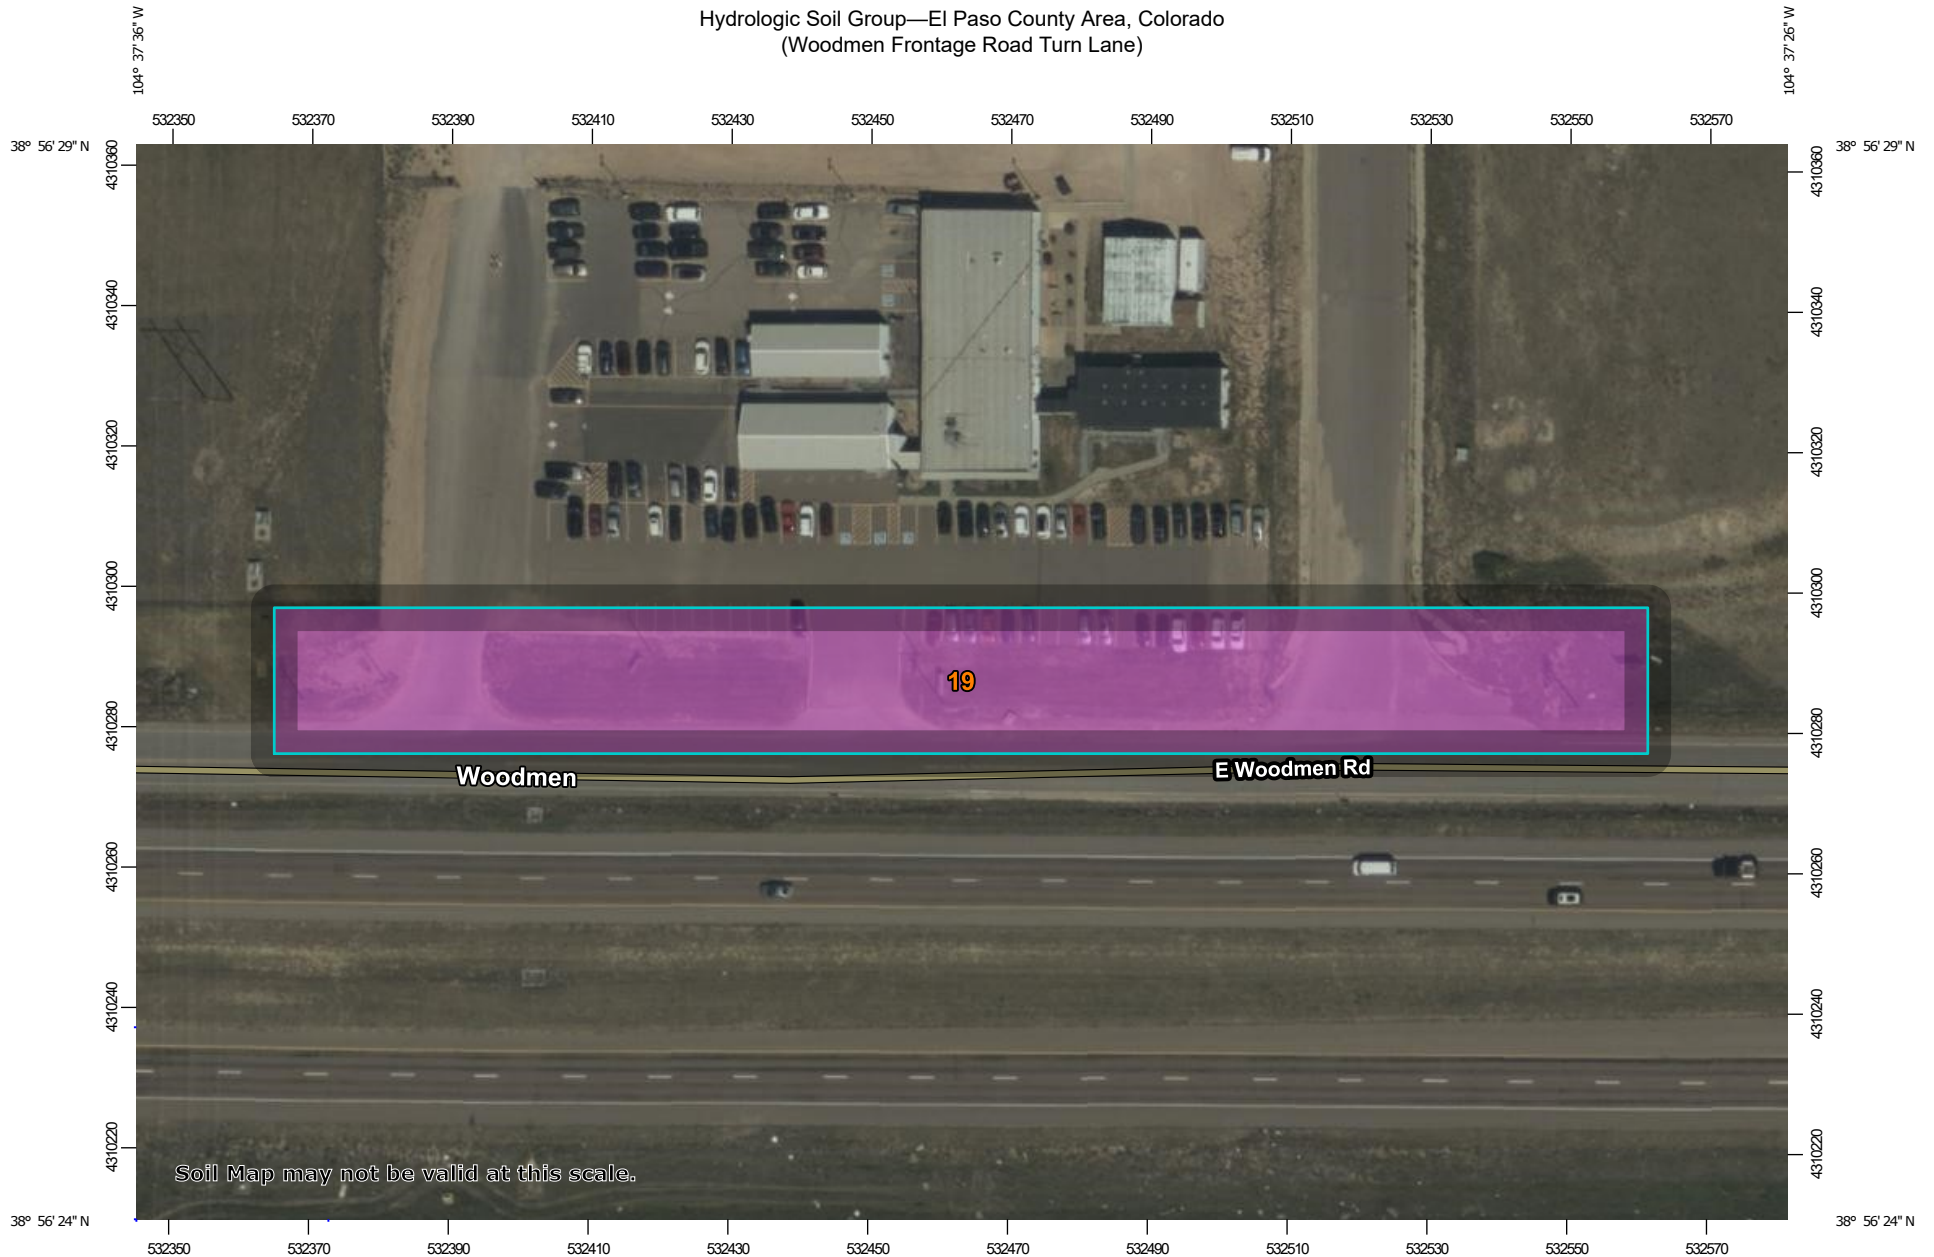 Hydrologic Soil Group—El Paso County Area, Colorado
(Woodmen Frontage Road Turn Lane)
104° 37' 36" W
104° 37' 26" W
532350 532370 532390 532410 532430 532450 532470 532490 532510 532530 532550 532570
38° 56' 29" N
38° 56' 29" N
4310360
4310360
4310340
4310340
4310320
4310320
4310300
4310300
19
4310280
4310280
Woodmen
E Woodmen Rd
4310260
4310260
4310240
4310240
4310220
4310220
Soil Map may not be valid at this scale.
38° 56' 24" N
38° 56' 24" N
532350 532370 532390 532410 532430 532450 532470 532490 532510 532530 532550 532570